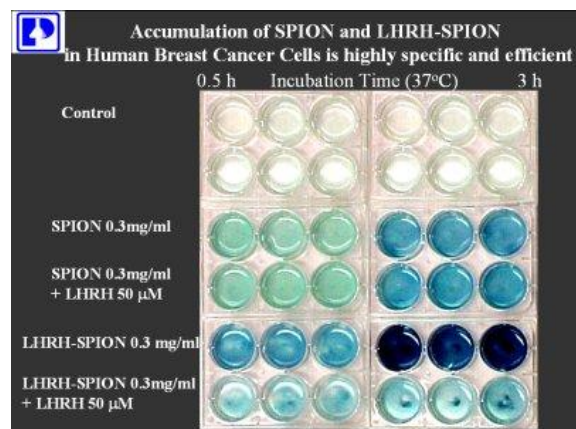 Accumulation of SPION and LHRH-SPION
in Human Breast Cancer Cells is highly specific and efficient
0.5 h Incubation Time (37°C) 3 h
Control
SPION 0.3mg/ml
SPION 0.3mg/ml
+ LHRH 50 µM
LHRH-SPION 0.3 mg/ml
LHRH-SPION 0.3mg/ml
+ LHRH 50 µM